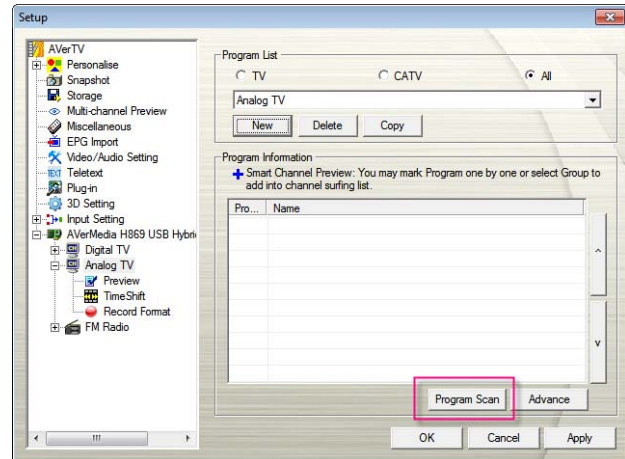 Setup
AVerTV
Personalise
Snapshot
Storage
Multi-channel Preview
Miscellaneous
EPG Import
Video/Audio Setting
TEXT Teletext
Plug-in
3D Setting
Input Setting
AVerMedia H869 USB Hybri
Digital TV
Analog TV
Preview
TimeShift
Record Format
FM Radio
Program List
TV CATV All
Analog TV
New Delete Copy
Program Information
Smart Channel Preview: You may mark Program one by one or select Group to
add into channel surfing list.
Pro... Name
Program Scan Advance
OK Cancel Apply